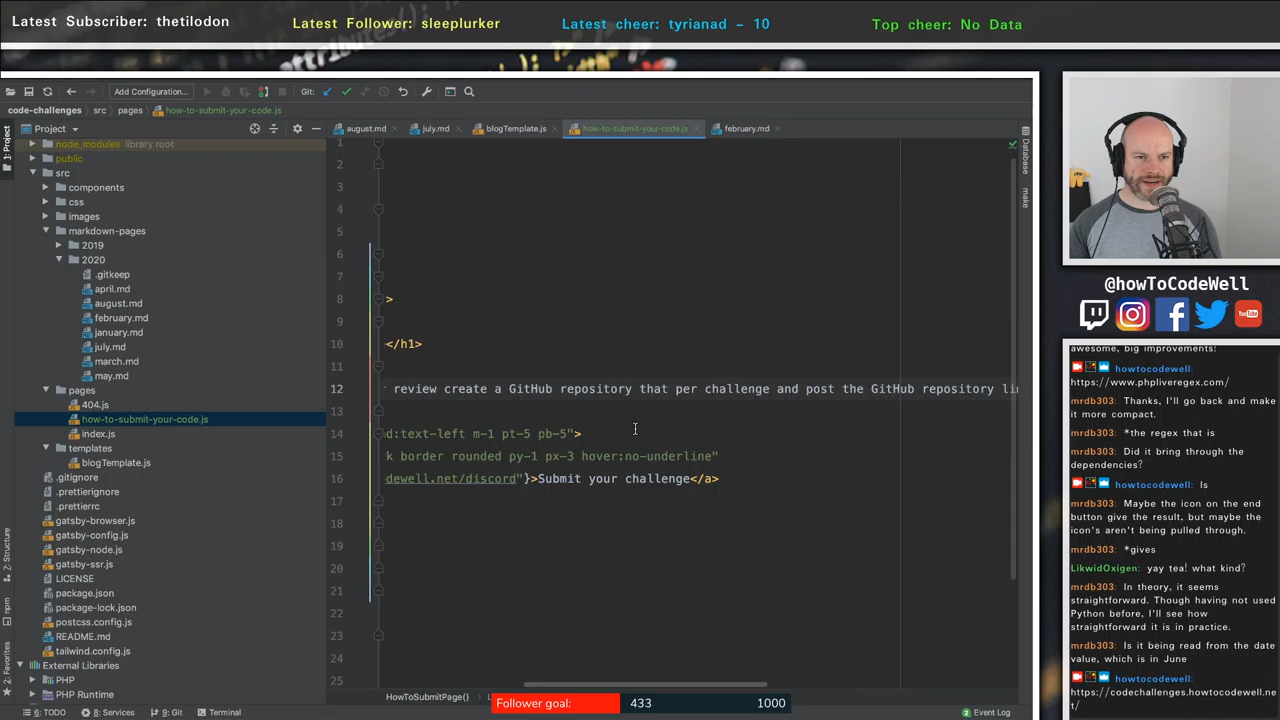 Latest Subscriber: thetilodon
Latest Follower: sleeplurker
Latest cheer: tyrianad - 10
Top cheer: No Data
attributes();
Add Configuration...
Git:
code-challenges
src
pages
how-to-submit-your-code.js
Project
august.md
july.md
blogTemplate.js
how-to-submit-your-code.js
february.md
node_modules library root
public
src
components
css
images
markdown-pages
2019
2020
.gitkeep
april.md
august.md
february.md
january.md
july.md
march.md
may.md
pages
404.js
how-to-submit-your-code.js
index.js
templates
blogTemplate.js
.gitignore
.prettierignore
.prettierrc
gatsby-browser.js
gatsby-config.js
gatsby-node.js
gatsby-ssr.js
LICENSE
package.json
package-lock.json
postcss.config.js
README.md
tailwind.config.js
External Libraries
PHP
PHP Runtime
1: Project
7: Structure
npm
2: Favorites
1
2
3
4
5
6
7
8 >
9
10 </h1>
11
12 review create a GitHub repository that per challenge and post the GitHub repository li
13
14 d:text-left m-1 pt-5 pb-5">
15 k border rounded py-1 px-3 hover:no-underline"
16 dewell.net/discord"}>Submit your challenge</a>
17
18
19
20
21
22
23
24
25
HowToSubmitPage()
Database
make
6: TODO
8: Services
9: Git
Terminal
Event Log
Follower goal:
433
1000
@howToCodeWell
You Tube
awesome, big improvements!
howtocodewell:
https://www.phpliveregex.com/
mrdb303: Thanks, I'll go back and make
it more compact.
mrdb303: *the regex that is
mrdb303: Did it bring through the
dependencies?
howtocodewell: Is
mrdb303: Maybe the icon on the end
button give the result, but maybe the
icon's aren't being pulled through.
mrdb303: *gives
LikwidOxigen: yay tea! what kind?
mrdb303: In theory, it seems
straightforward. Though having not used
Python before, I'll see how
straightforward it is in practice.
mrdb303: Is it being read from the date
value, which is in June
howtocodewell:
https://codechallenges.howtocodewell.ne
t/